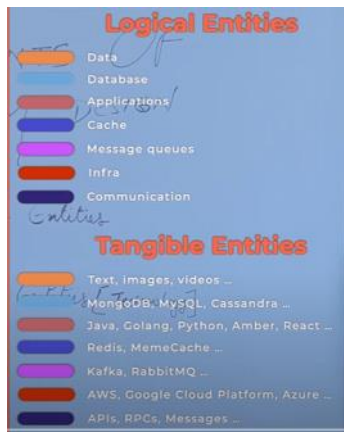 Logical Entities
Data
Database
Applications
Cache
Message queues
Infra
Communication
Entities
Tangible Entities
Text, images, videos ...
MongoDB, MySQL, Cassandra ...
Java, Golang, Python, Amber, React ...
Redis, MemeCache ...
Kafka, RabbitMQ ...
AWS, Google Cloud Platform, Azure ...
APIs, RPCs, Messages ...